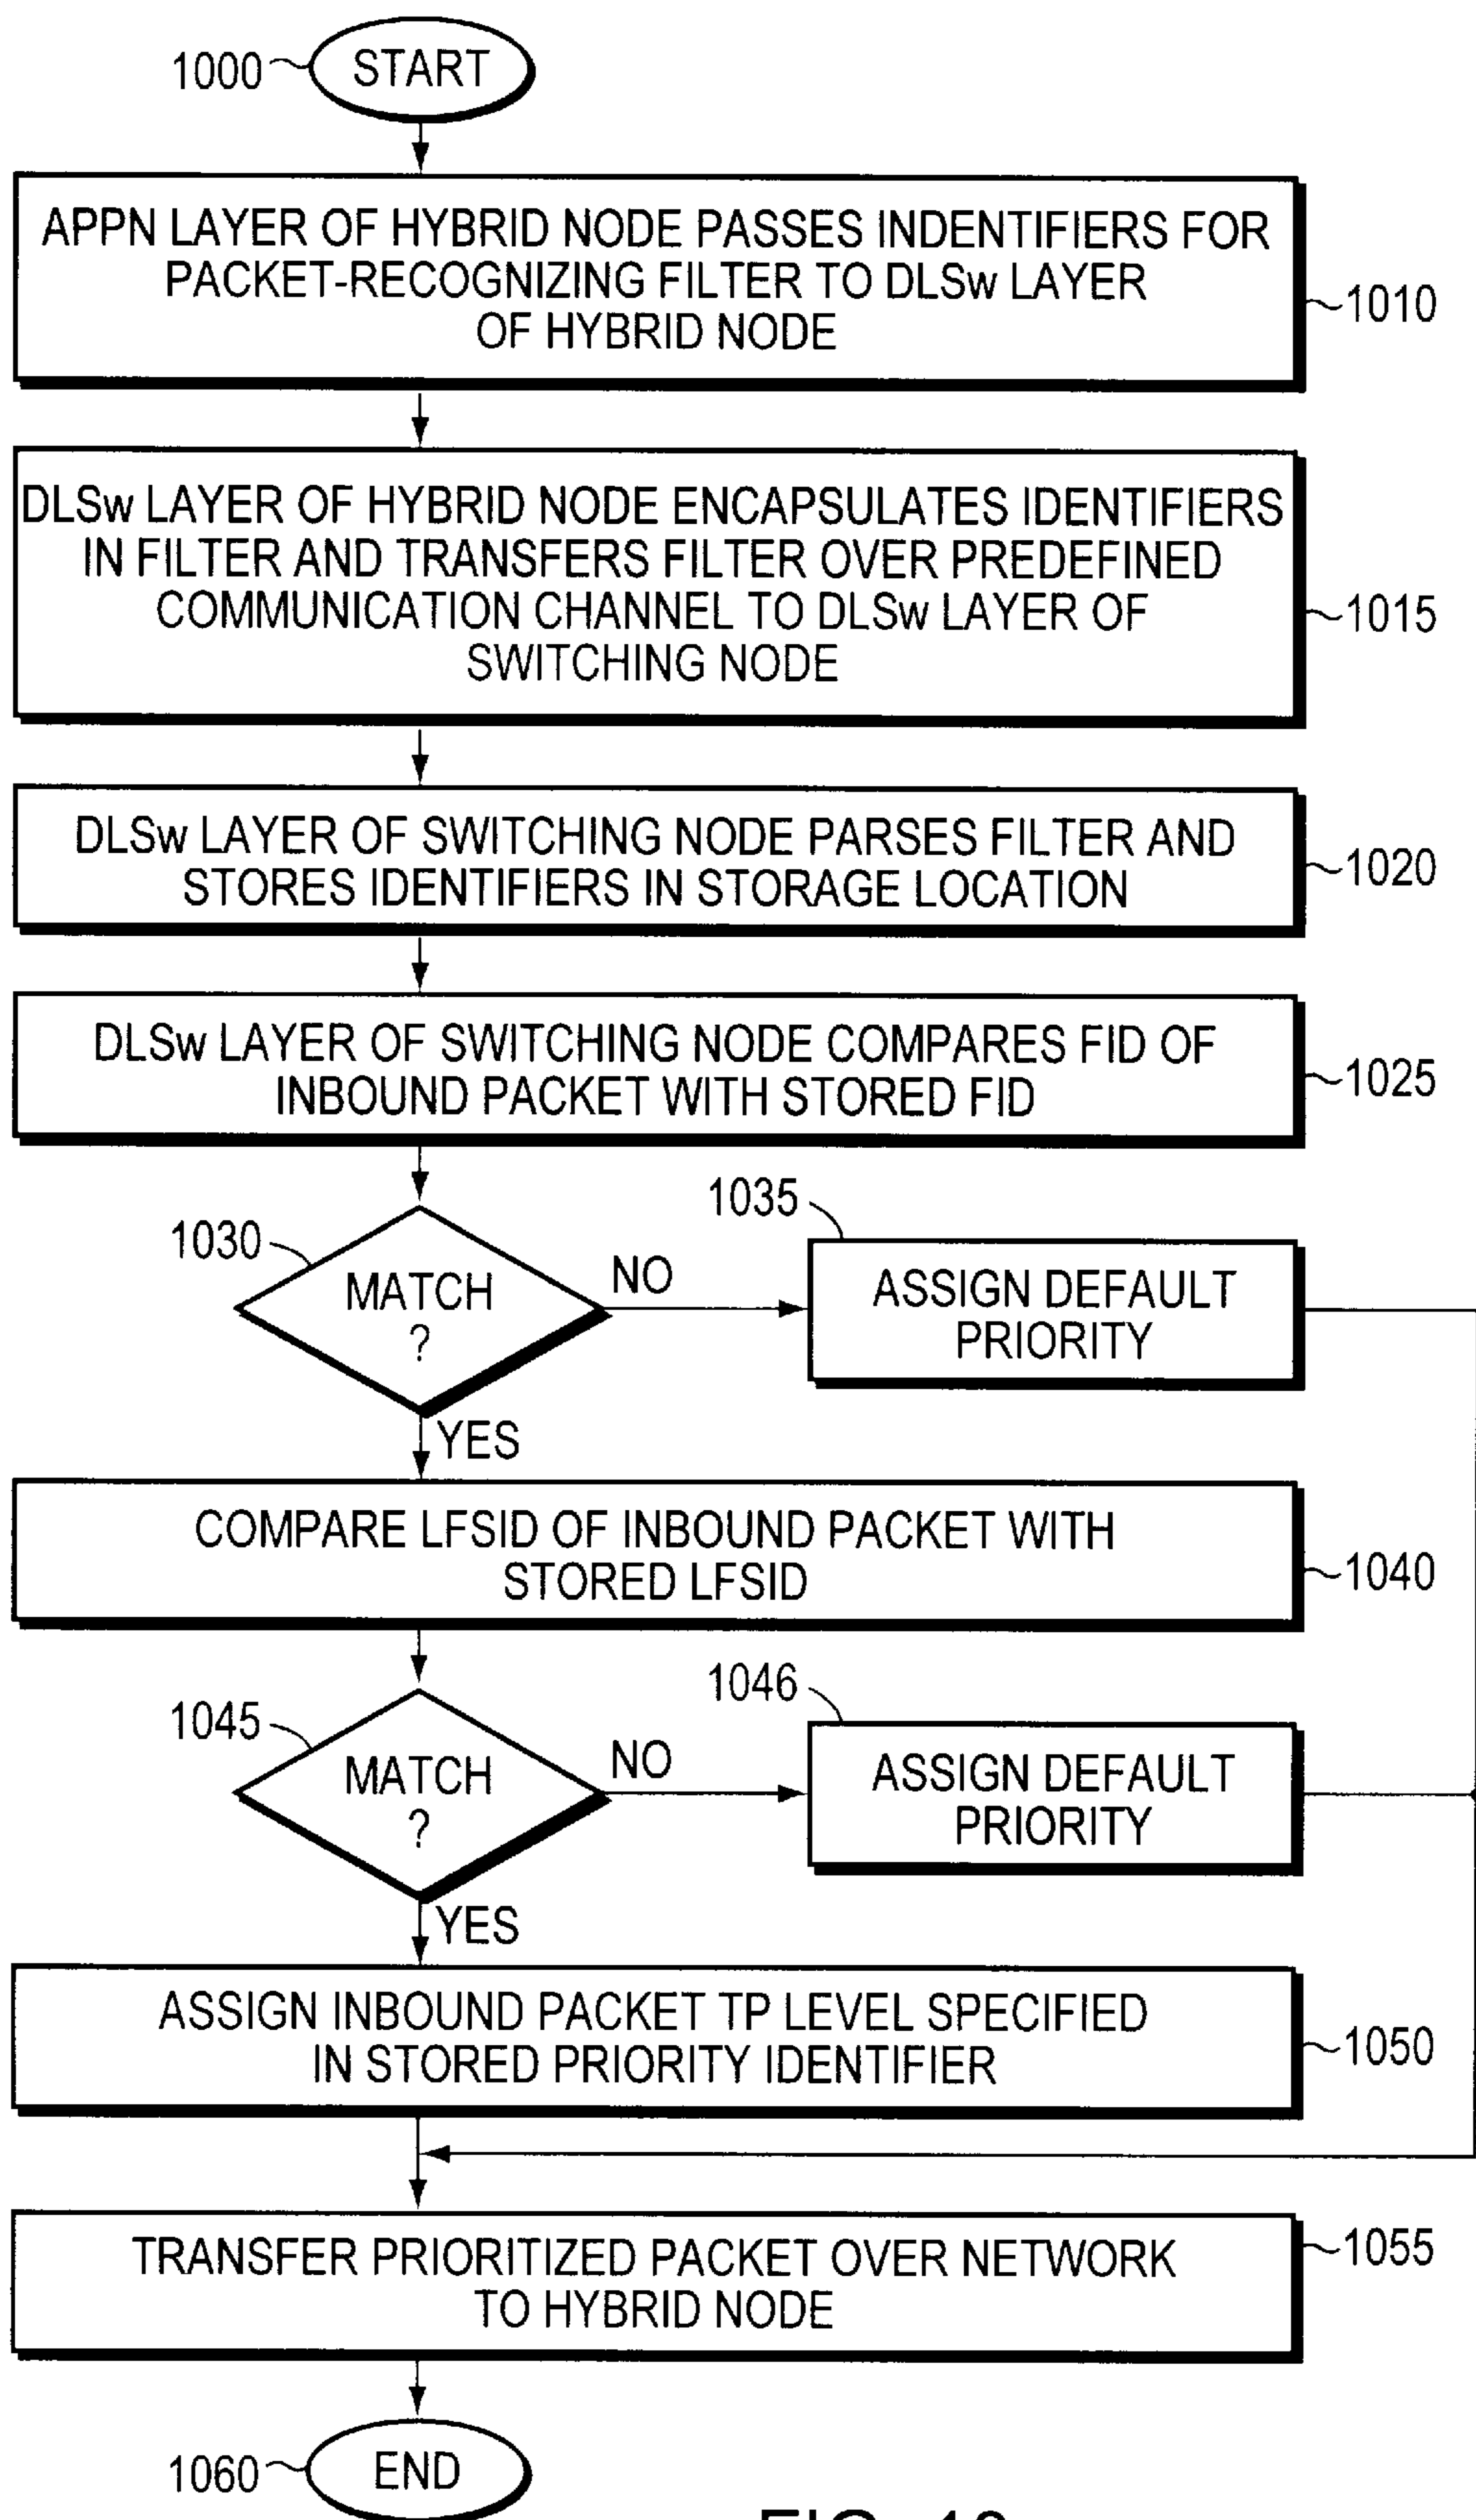 1000
START
APPN LAYER OF HYBRID NODE PASSES INDENTIFIERS FOR
PACKET-RECOGNIZING FILTER TO DLSw LAYER
OF HYBRID NODE
1010
DLSw LAYER OF HYBRID NODE ENCAPSULATES IDENTIFIERS
IN FILTER AND TRANSFERS FILTER OVER PREDEFINED
COMMUNICATION CHANNEL TO DLSw LAYER OF
SWITCHING NODE
1015
DLSw LAYER OF SWITCHING NODE PARSES FILTER AND
STORES IDENTIFIERS IN STORAGE LOCATION
1020
DLSw LAYER OF SWITCHING NODE COMPARES FID OF
INBOUND PACKET WITH STORED FID
1025
1030
MATCH
?
NO
1035
ASSIGN DEFAULT
PRIORITY
YES
COMPARE LFSID OF INBOUND PACKET WITH
STORED LFSID
1040
1045
MATCH
?
NO
1046
ASSIGN DEFAULT
PRIORITY
YES
ASSIGN INBOUND PACKET TP LEVEL SPECIFIED
IN STORED PRIORITY IDENTIFIER
1050
TRANSFER PRIORITIZED PACKET OVER NETWORK
TO HYBRID NODE
1055
1060
END